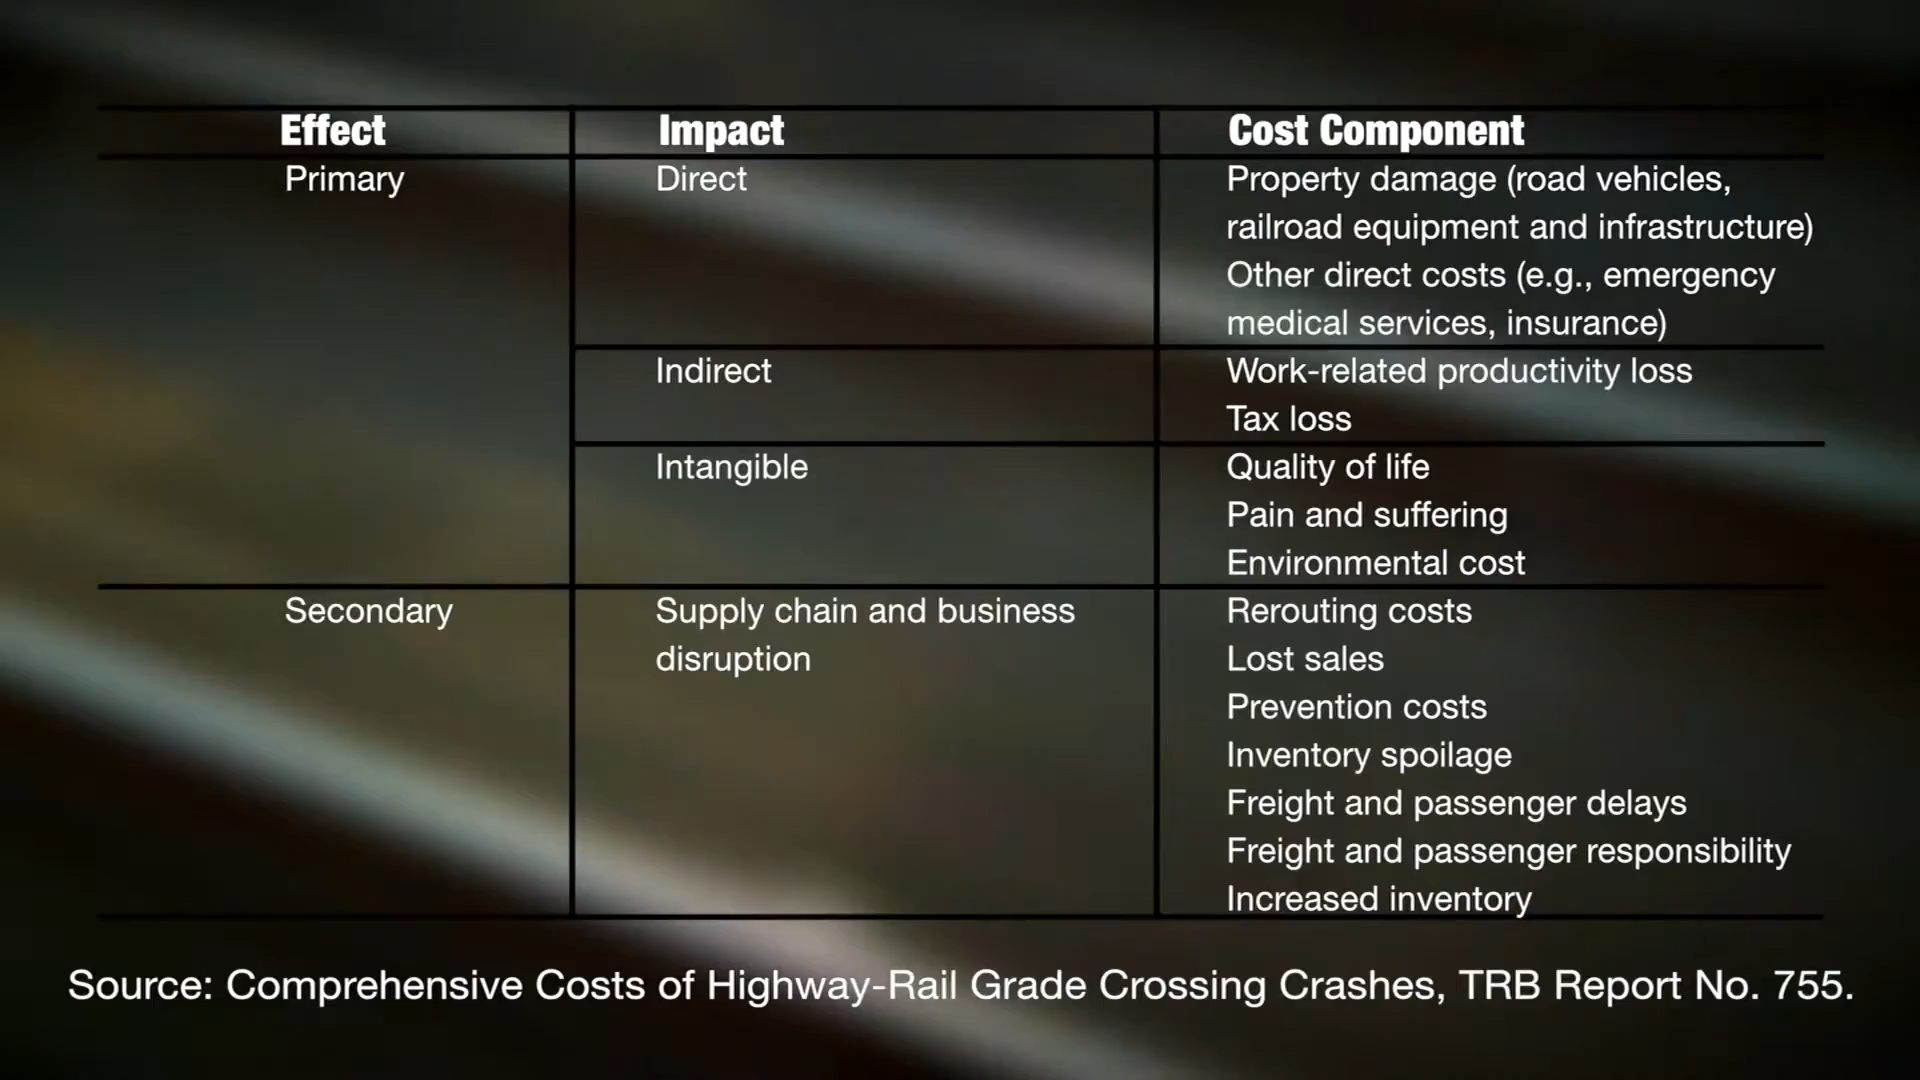 Effect Impact Cost Component
Primary Direct Property damage (road vehicles,
railroad equipment and infrastructure)
Other direct costs (e.g., emergency
medical services, insurance)
Indirect Work-related productivity loss
Tax loss
Intangible Quality of life
Pain and suffering
Environmental cost
Secondary Supply chain and business Rerouting costs
disruption Lost sales
Prevention costs
Inventory spoilage
Freight and passenger delays
Freight and passenger responsibility
Increased inventory
Source: Comprehensive Costs of Highway-Rail Grade Crossing Crashes, TRB Report No. 755.